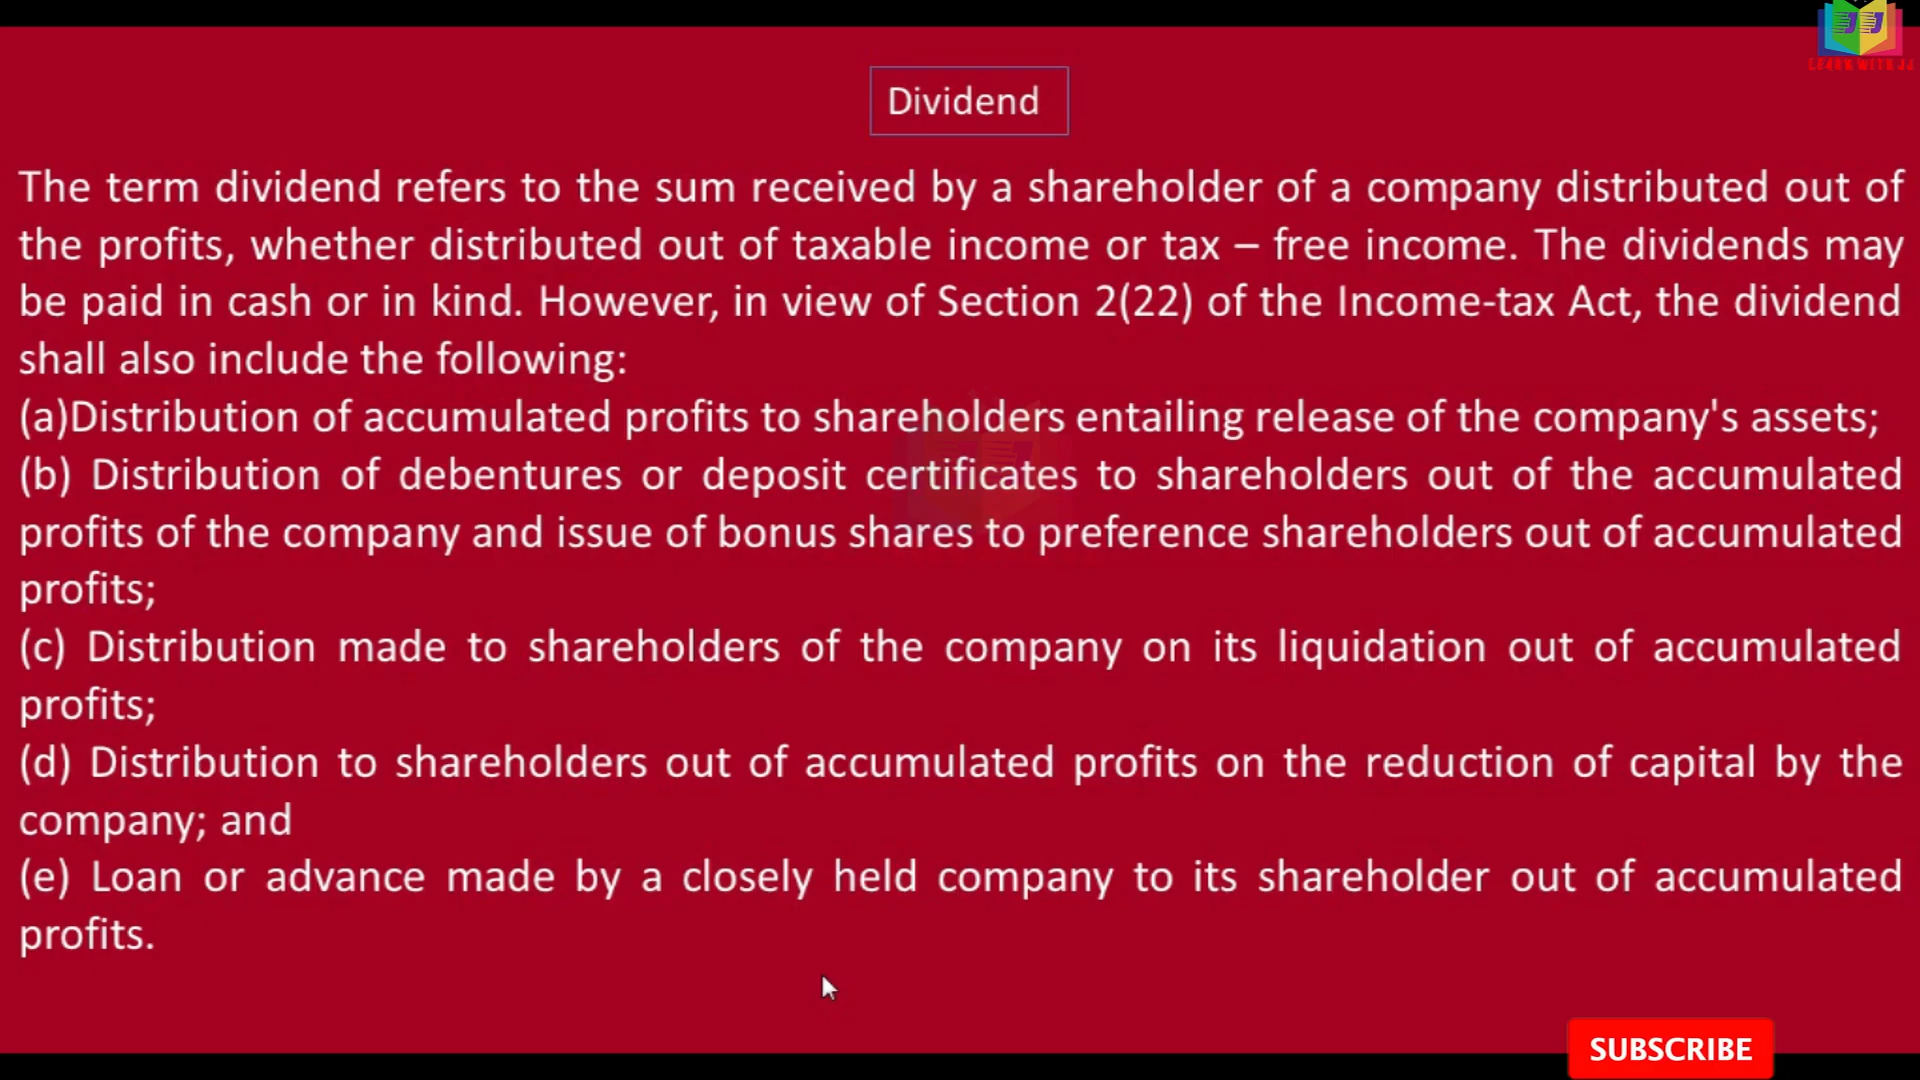 LEARN WITH JJ
Dividend
The term dividend refers to the sum received by a shareholder of a company distributed out of
the profits, whether distributed out of taxable income or tax – free income. The dividends may
be paid in cash or in kind. However, in view of Section 2(22) of the Income-tax Act, the dividend
shall also include the following:
(a)Distribution of accumulated profits to shareholders entailing release of the company's assets;
(b) Distribution of debentures or deposit certificates to shareholders out of the accumulated
profits of the company and issue of bonus shares to preference shareholders out of accumulated
profits;
(c) Distribution made to shareholders of the company on its liquidation out of accumulated
profits;
(d) Distribution to shareholders out of accumulated profits on the reduction of capital by the
company; and
(e) Loan or advance made by a closely held company to its shareholder out of accumulated
profits.
SUBSCRIBE